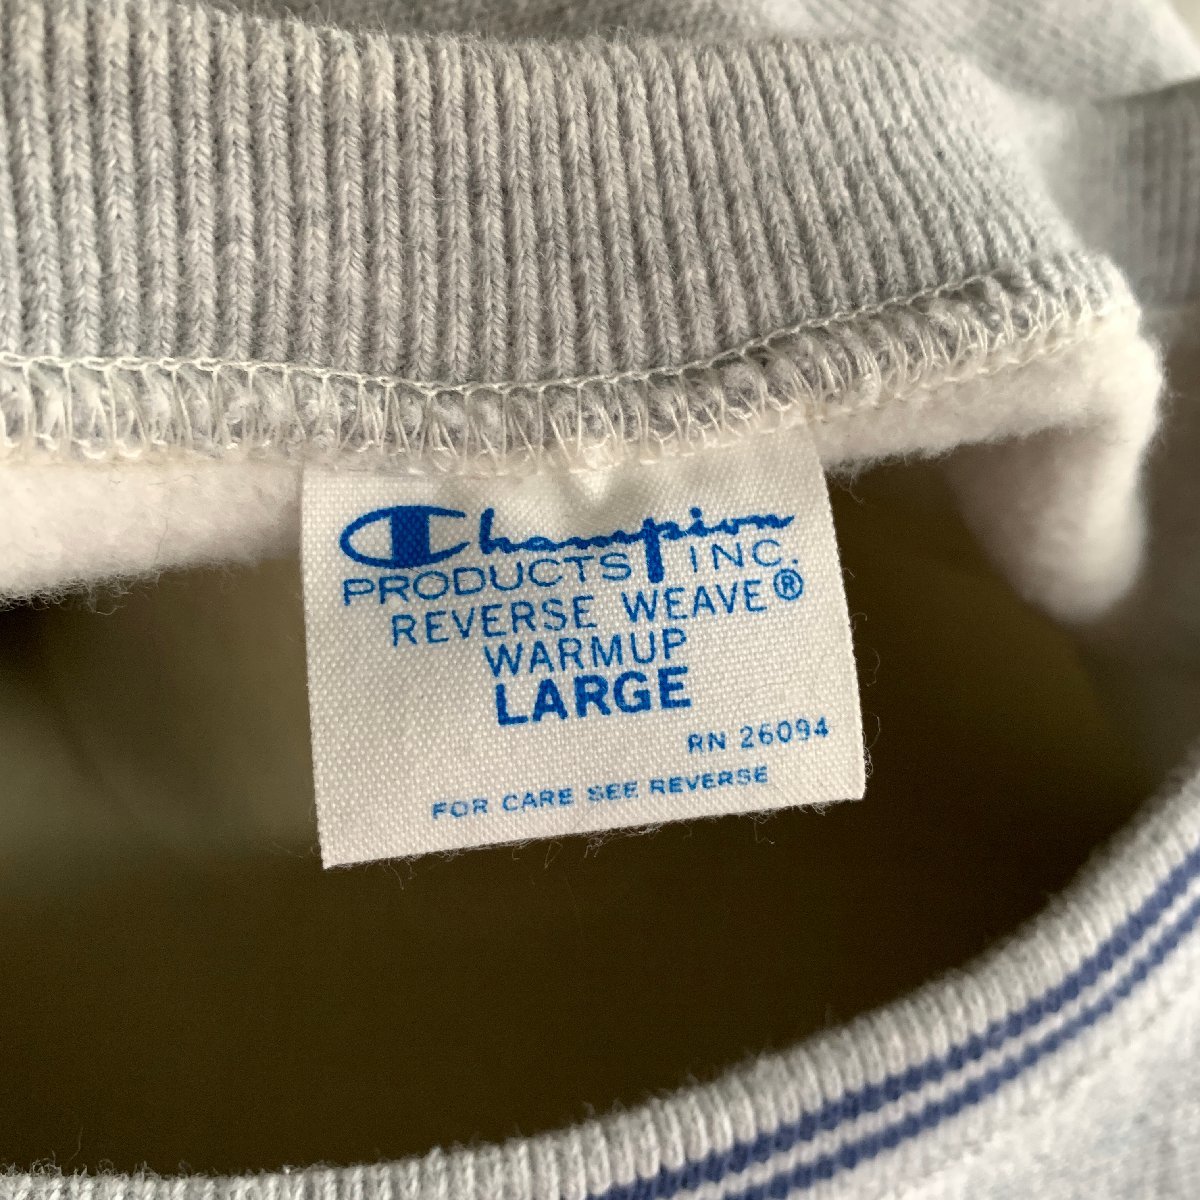 Champion
PRODUCTS INC.
REVERSE WEAVE®
WARMUP
LARGE
RN 26094
FOR CARE SEE REVERSE